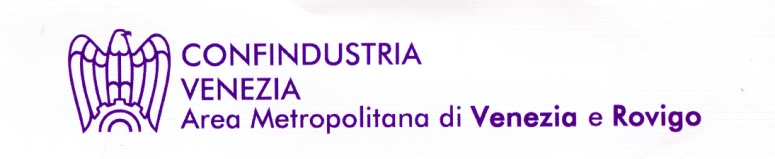 CONFINDUSTRIA
VENEZIA
Area Metropolitana di Venezia e Rovigo